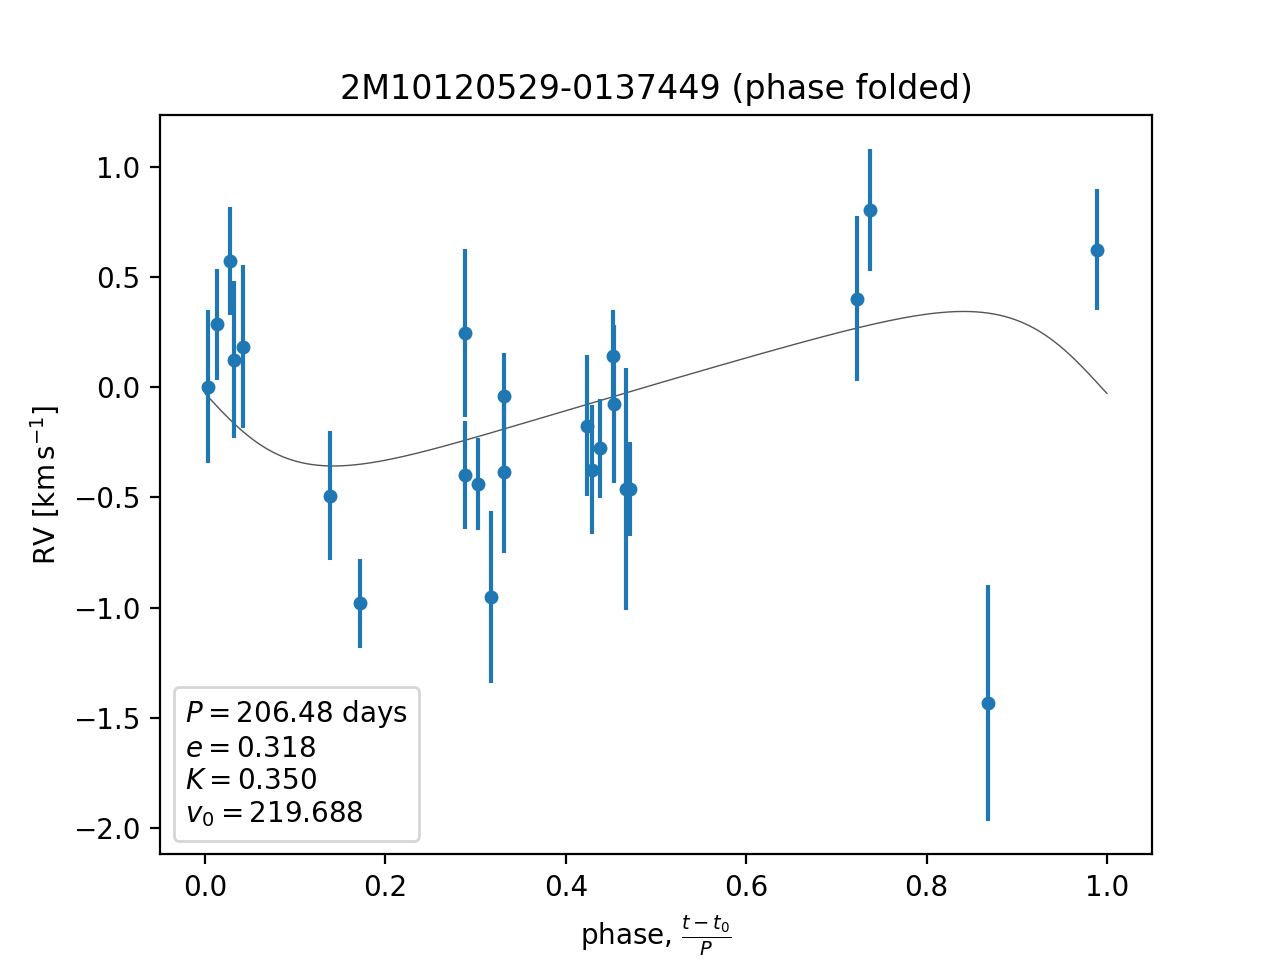 2M10120529-0137449 (phase folded)
1.0
0.5
0.0
−0.5
−1.0
−1.5
−2.0
RV [km s⁻¹]
P = 206.48 days
e = 0.318
K = 0.350
v₀ = 219.688
0.0 0.2 0.4 0.6 0.8 1.0
phase, (t − t₀)/P